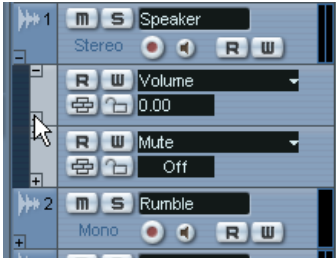 1 m S Speaker
Stereo R W
R W Volume
0.00
R W Mute
Off
2 m S Rumble
Mono R W